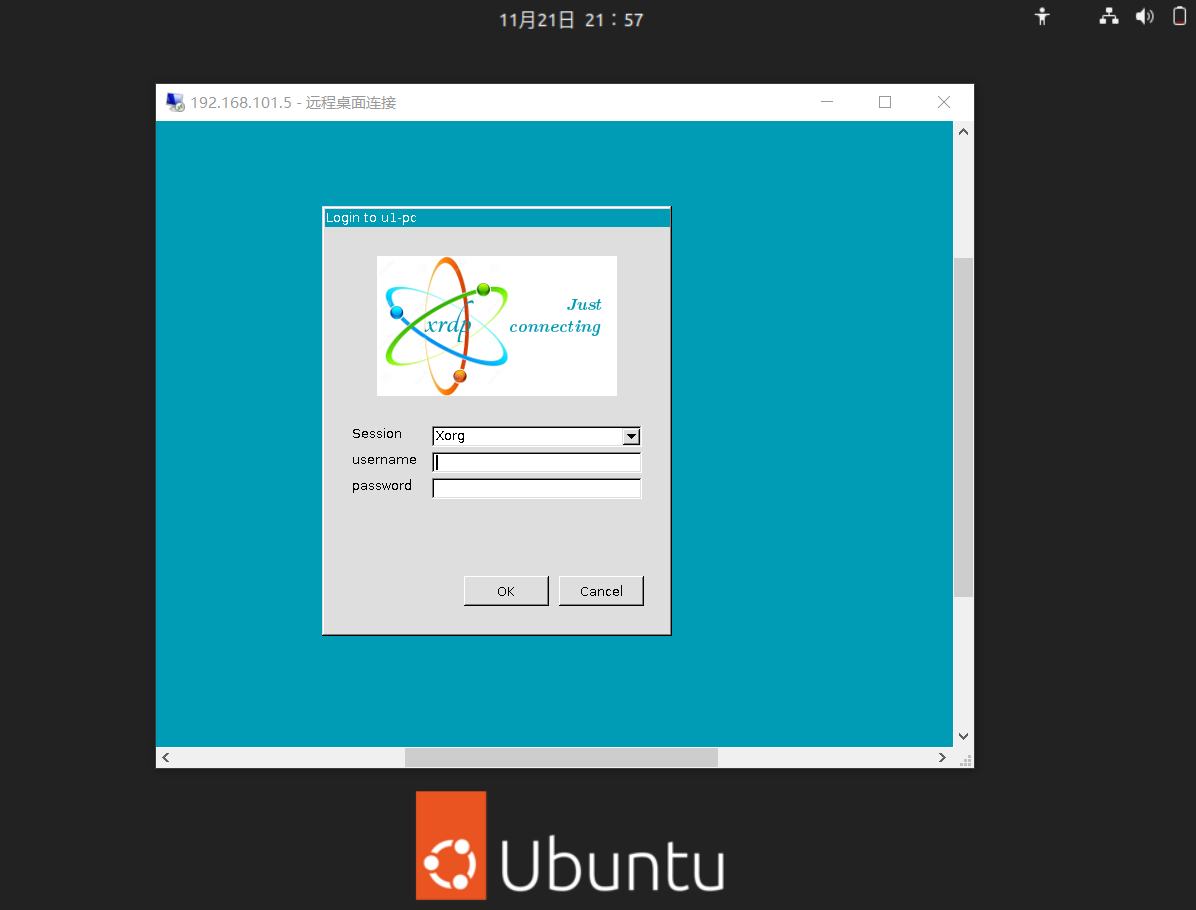 11月21日 21：57
192.168.101.5 - 远程桌面连接
Login to u1-pc
xrdp
Just
connecting
Session
Xorg
username
password
OK
Cancel
Ubuntu